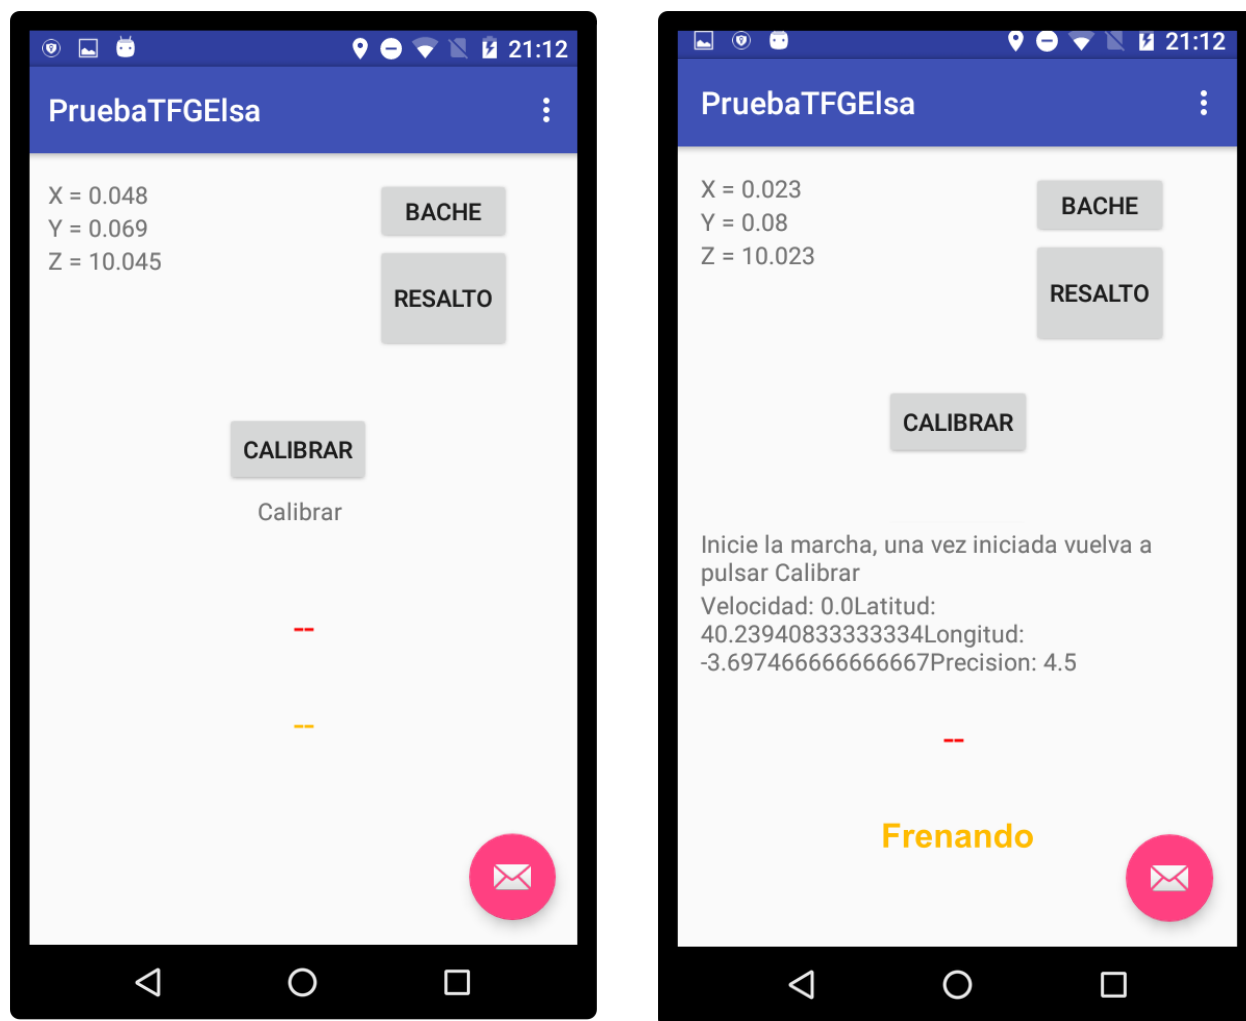 21:12
PruebaTFGElsa
X = 0.048
Y = 0.069
Z = 10.045
BACHE
RESALTO
CALIBRAR
Calibrar
--
--
21:12
PruebaTFGElsa
X = 0.023
Y = 0.08
Z = 10.023
BACHE
RESALTO
CALIBRAR
Inicie la marcha, una vez iniciada vuelva a
pulsar Calibrar
Velocidad: 0.0Latitud:
40.23940833333334Longitud:
-3.697466666666667Precision: 4.5
--
Frenando